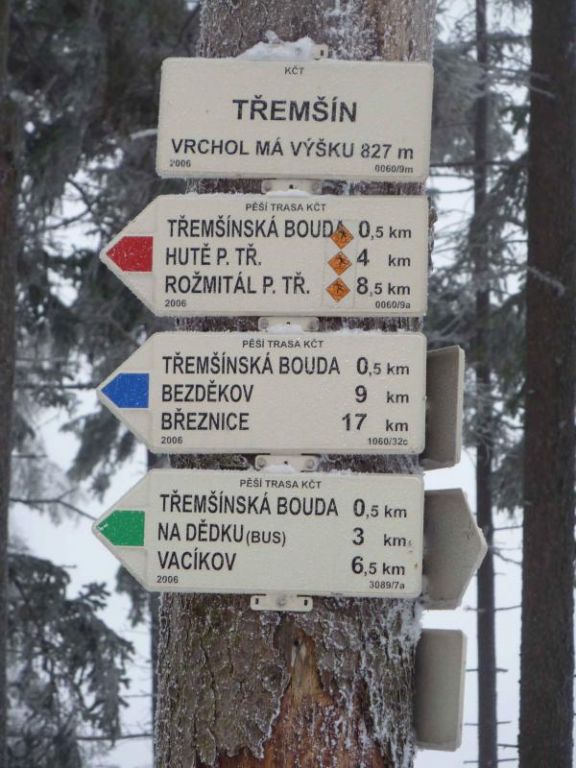 KČT
TŘEMŠÍN
VRCHOL MÁ VÝŠKU 827 m
2006 0060/9m
PĚŠÍ TRASA KČT
TŘEMŠÍNSKÁ BOUDA 0,5 km
HUTĚ P. TŘ. 4 km
ROŽMITÁL P. TŘ. 8,5 km
2006 0060/9a
PĚŠÍ TRASA KČT
TŘEMŠÍNSKÁ BOUDA 0,5 km
BEZDĚKOV 9 km
BŘEZNICE 17 km
2006 1060/32c
PĚŠÍ TRASA KČT
TŘEMŠÍNSKÁ BOUDA 0,5 km
NA DĚDKU (BUS) 3 km
VACÍKOV 6,5 km
2006 3089/7a